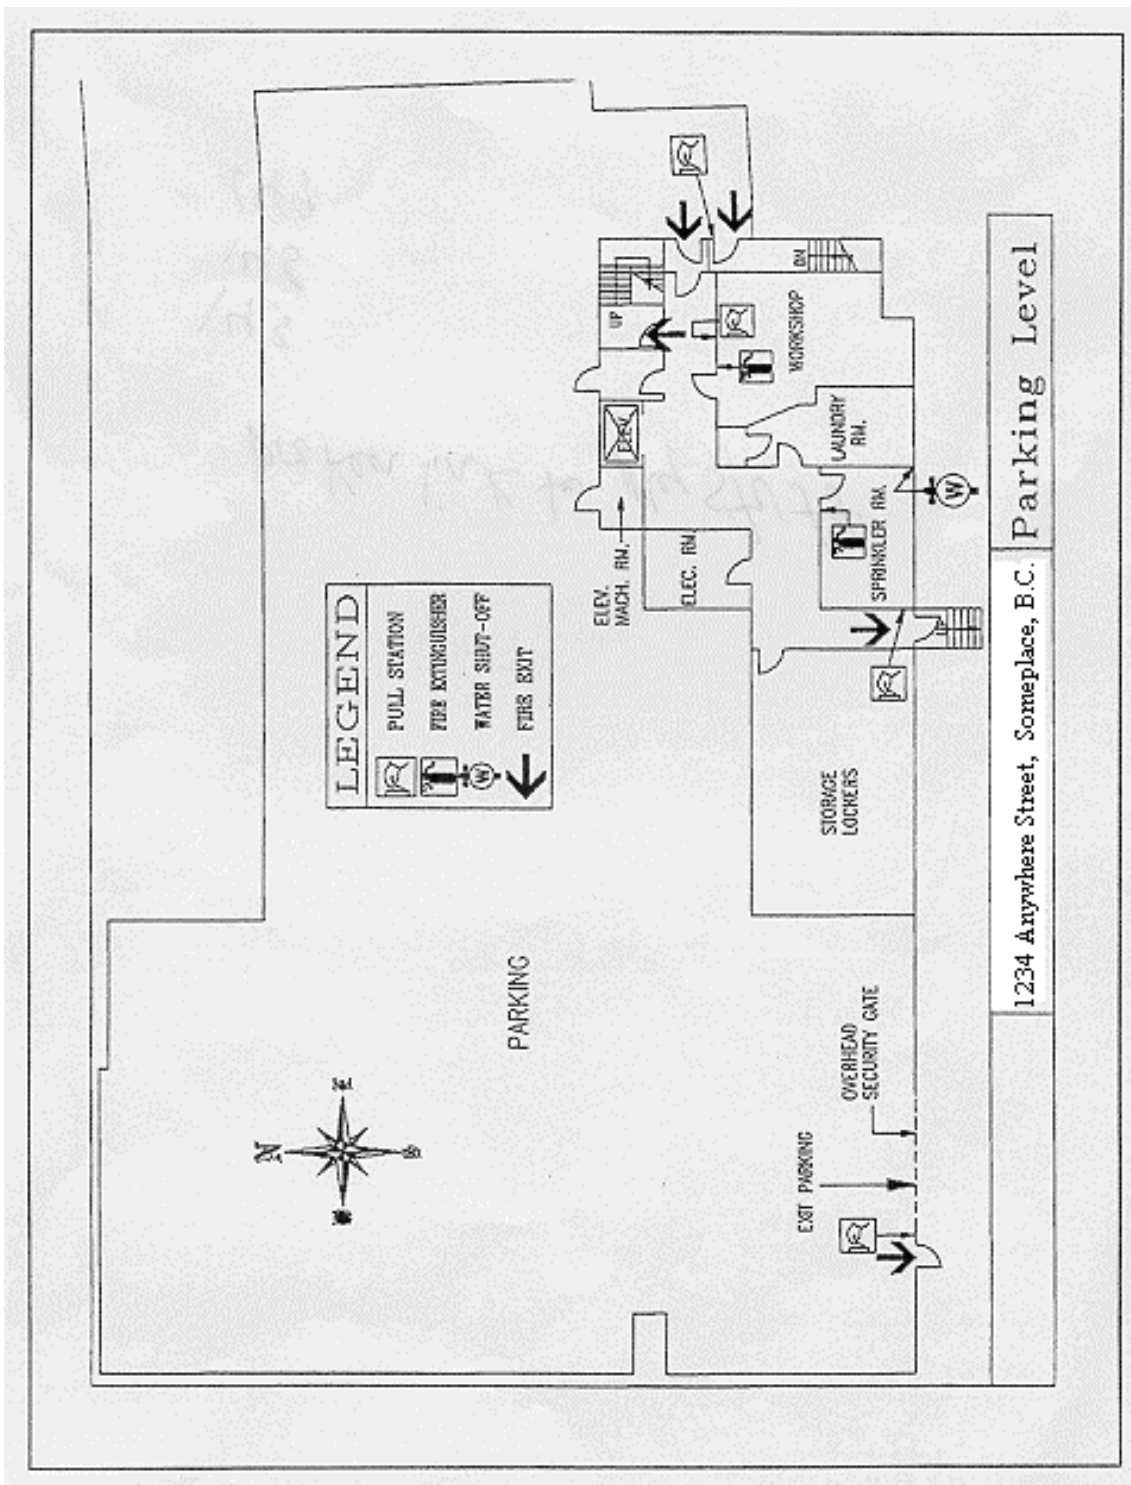 LEGEND
PULL STATION
FIRE EXTINGUISHER
W
WATER SHUT-OFF
FIRE EXIT
N
PARKING
UP
DN
WORKSHOP
LAUNDRY
RM.
ELEV.
MACH. RM.
ELEC. RM.
SPRINKLER RM.
W
STORAGE
LOCKERS
OVERHEAD
SECURITY GATE
EXIT PARKING
1234 Anywhere Street, Someplace, B.C.
Parking Level